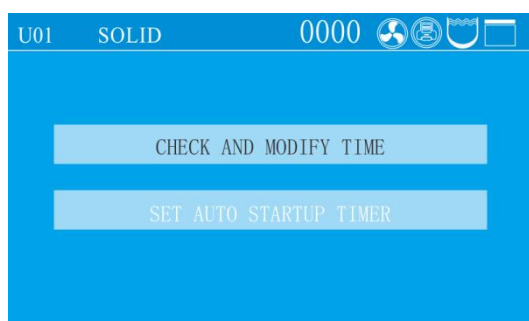 U01 SOLID 0000
CHECK AND MODIFY TIME
SET AUTO STARTUP TIMER